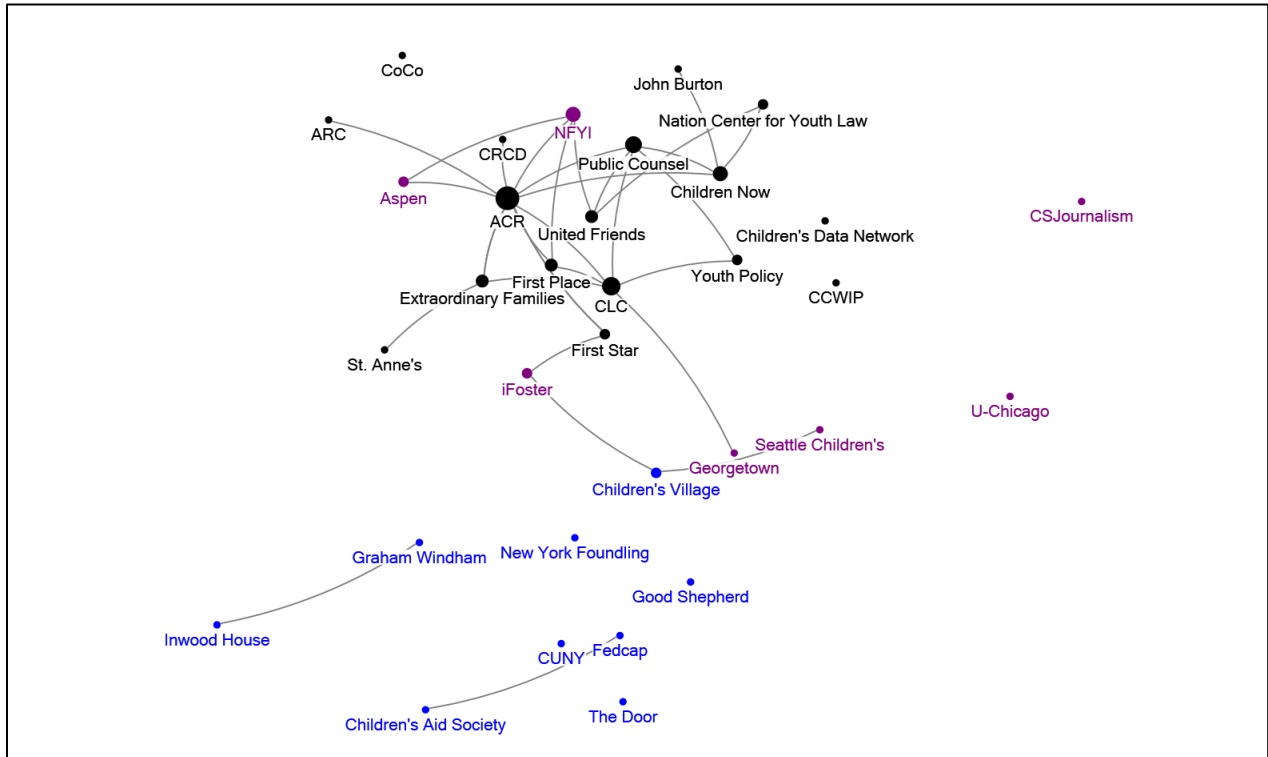 CoCo
John Burton
Nation Center for Youth Law
ARC
NFYI
CRCD
Public Counsel
Children Now
Aspen
ACR
CSJournalism
United Friends
Children's Data Network
First Place
Youth Policy
Extraordinary Families
CLC
CCWIP
First Star
St. Anne's
iFoster
U-Chicago
Seattle Children's
Georgetown
Children's Village
Graham Windham
New York Foundling
Good Shepherd
Inwood House
CUNY
Fedcap
Children's Aid Society
The Door